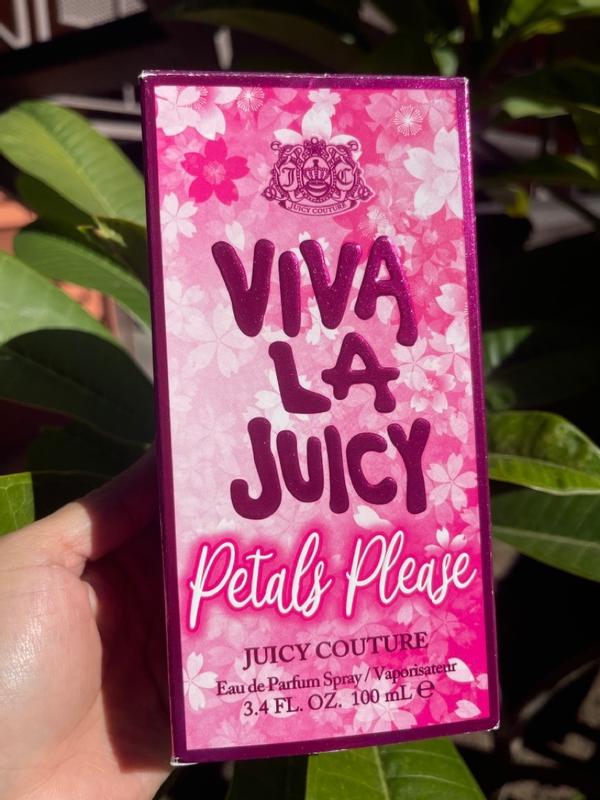 J C
JUICY COUTURE
VIVA
LA
JUICY
Petals Please
JUICY COUTURE
Eau de Parfum Spray / Vaporisateur
3.4 FL. OZ. 100 mL ℮